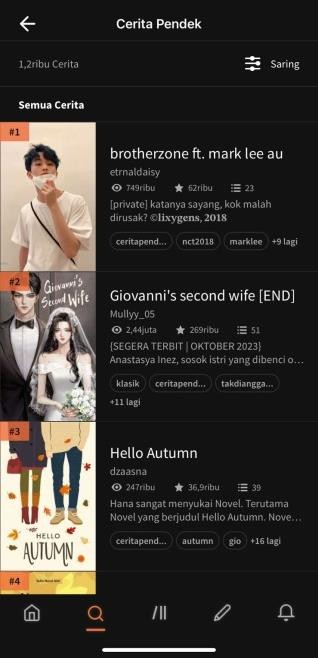 Cerita Pendek
1,2ribu Cerita
Saring
Semua Cerita
#1
brotherzone ft. mark lee au
etrnaldaisy
749ribu 62ribu 23
[private] katanya sayang, kok malah
dirusak? ©𝐥𝐢𝐱𝐲𝐠𝐞𝐧𝐬, 𝟐𝟎𝟏𝟖
ceritapend... nct2018 marklee +9 lagi
#2
Giovanni's
Second Wife
Giovanni's second wife [END]
Mullyy_05
2,44juta 269ribu 51
{SEGERA TERBIT | OKTOBER 2023}
Anastasya Inez, sosok istri yang dibenci o...
klasik ceritapend... takdiangga...
+11 lagi
#3
HELLO
AUTUMN
Hello Autumn
dzaasna
247ribu 36,9ribu 39
Hana sangat menyukai Novel. Terutama
Novel yang berjudul Hello Autumn. Nove...
ceritapend... autumn gio +16 lagi
#4